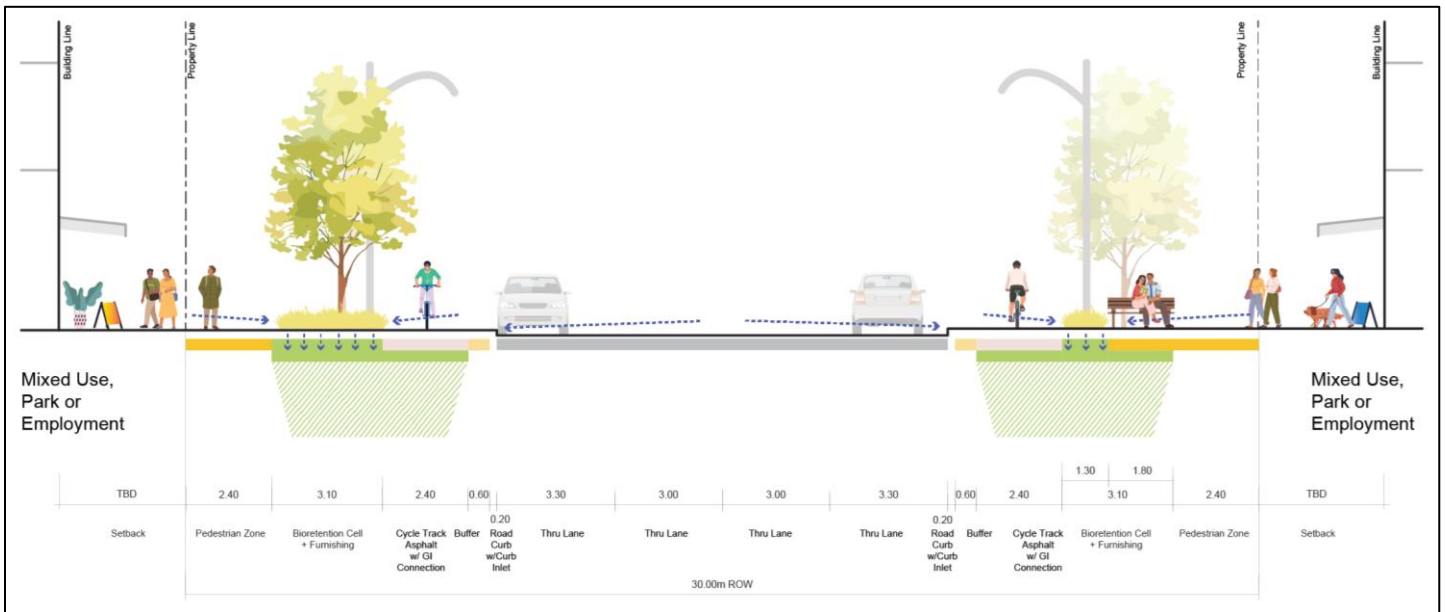 Building Line
Property Line
Property Line
Building Line
Mixed Use,
Park or
Employment
Mixed Use,
Park or
Employment
1.30 1.80
TBD 2.40 3.10 2.40 0.60 3.30 3.00 3.00 3.30 0.60 2.40 3.10 2.40 TBD
Setback Pedestrian Zone Bioretention Cell
+ Furnishing
Cycle Track
Asphalt
w/ GI
Connection
Buffer
0.20
Road
Curb
w/Curb
Inlet
Thru Lane Thru Lane Thru Lane Thru Lane
0.20
Road
Curb
w/Curb
Inlet
Buffer
Cycle Track
Asphalt
w/ GI
Connection
Bioretention Cell
+ Furnishing
Pedestrian Zone Setback
30.00m ROW